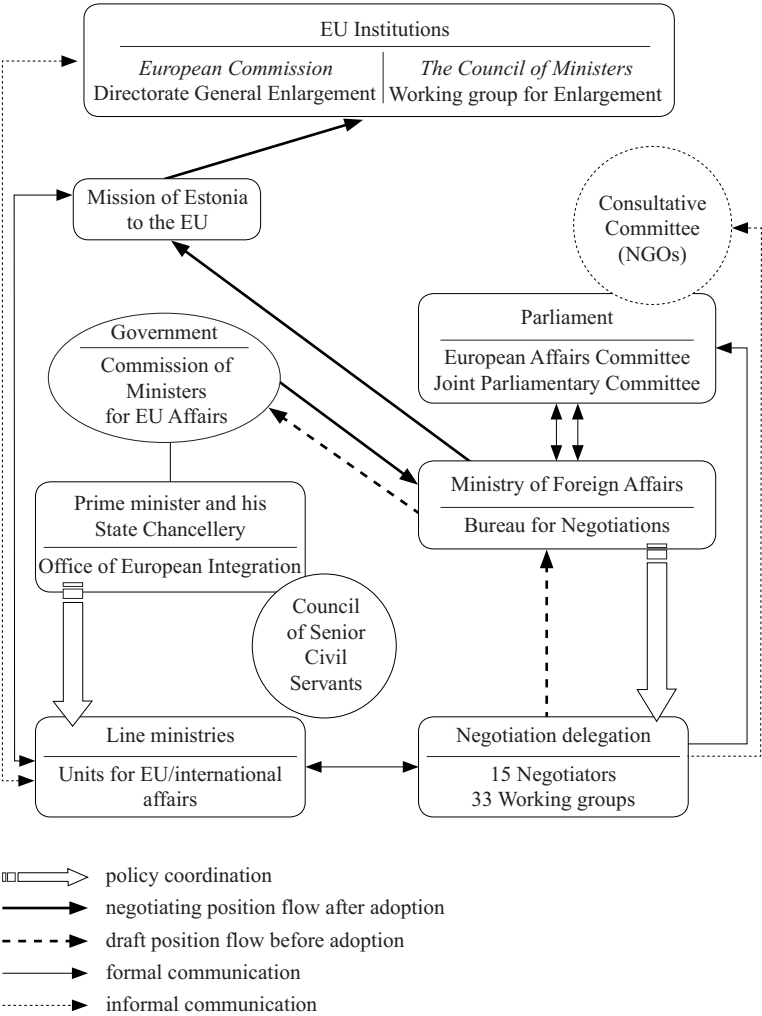 EU Institutions
European Commission
Directorate General Enlargement
The Council of Ministers
Working group for Enlargement
Mission of Estonia
to the EU
Consultative
Committee
(NGOs)
Government
Commission of
Ministers
for EU Affairs
Parliament
European Affairs Committee
Joint Parliamentary Committee
Prime minister and his
State Chancellery
Office of European Integration
Ministry of Foreign Affairs
Bureau for Negotiations
Council
of Senior
Civil
Servants
Line ministries
Units for EU/international
affairs
Negotiation delegation
15 Negotiators
33 Working groups
policy coordination
negotiating position flow after adoption
draft position flow before adoption
formal communication
informal communication